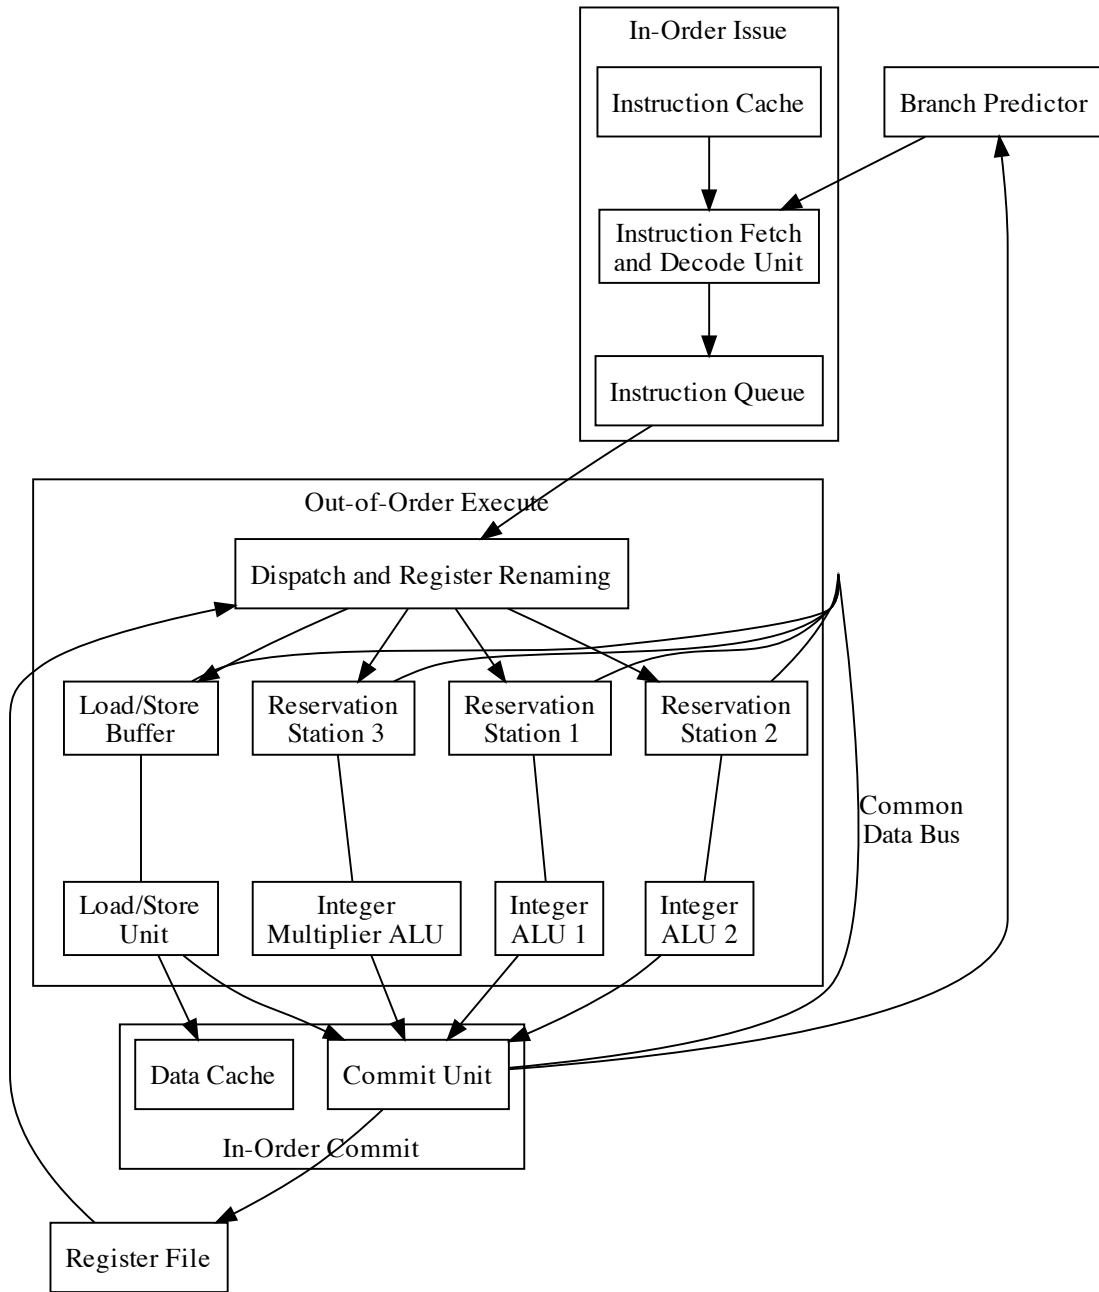 In-Order Issue
Instruction Cache
Branch Predictor
Instruction Fetch
and Decode Unit
Instruction Queue
Out-of-Order Execute
Dispatch and Register Renaming
Load/Store
Buffer
Reservation
Station 3
Reservation
Station 1
Reservation
Station 2
Common
Data Bus
Load/Store
Unit
Integer
Multiplier ALU
Integer
ALU 1
Integer
ALU 2
Data Cache
Commit Unit
In-Order Commit
Register File